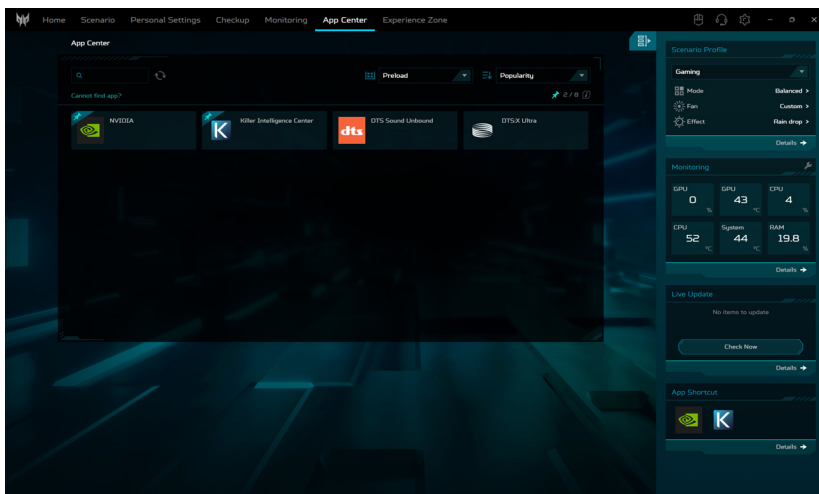 Home Scenario Personal Settings Checkup Monitoring App Center Experience Zone
App Center
Preload
Popularity
Cannot find app?
2 / 8
NVIDIA
Killer Intelligence Center
DTS Sound Unbound
dts
DTS:X Ultra
K
Scenario Profile
Gaming
Mode Balanced >
Fan Custom >
Effect Rain drop >
Details
Monitoring
GPU 0 %
GPU 43 °C
CPU 4 %
CPU 52 °C
System 44 °C
RAM 19.8 %
Details
Live Update
No items to update
Check Now
Details
App Shortcut
K
Details